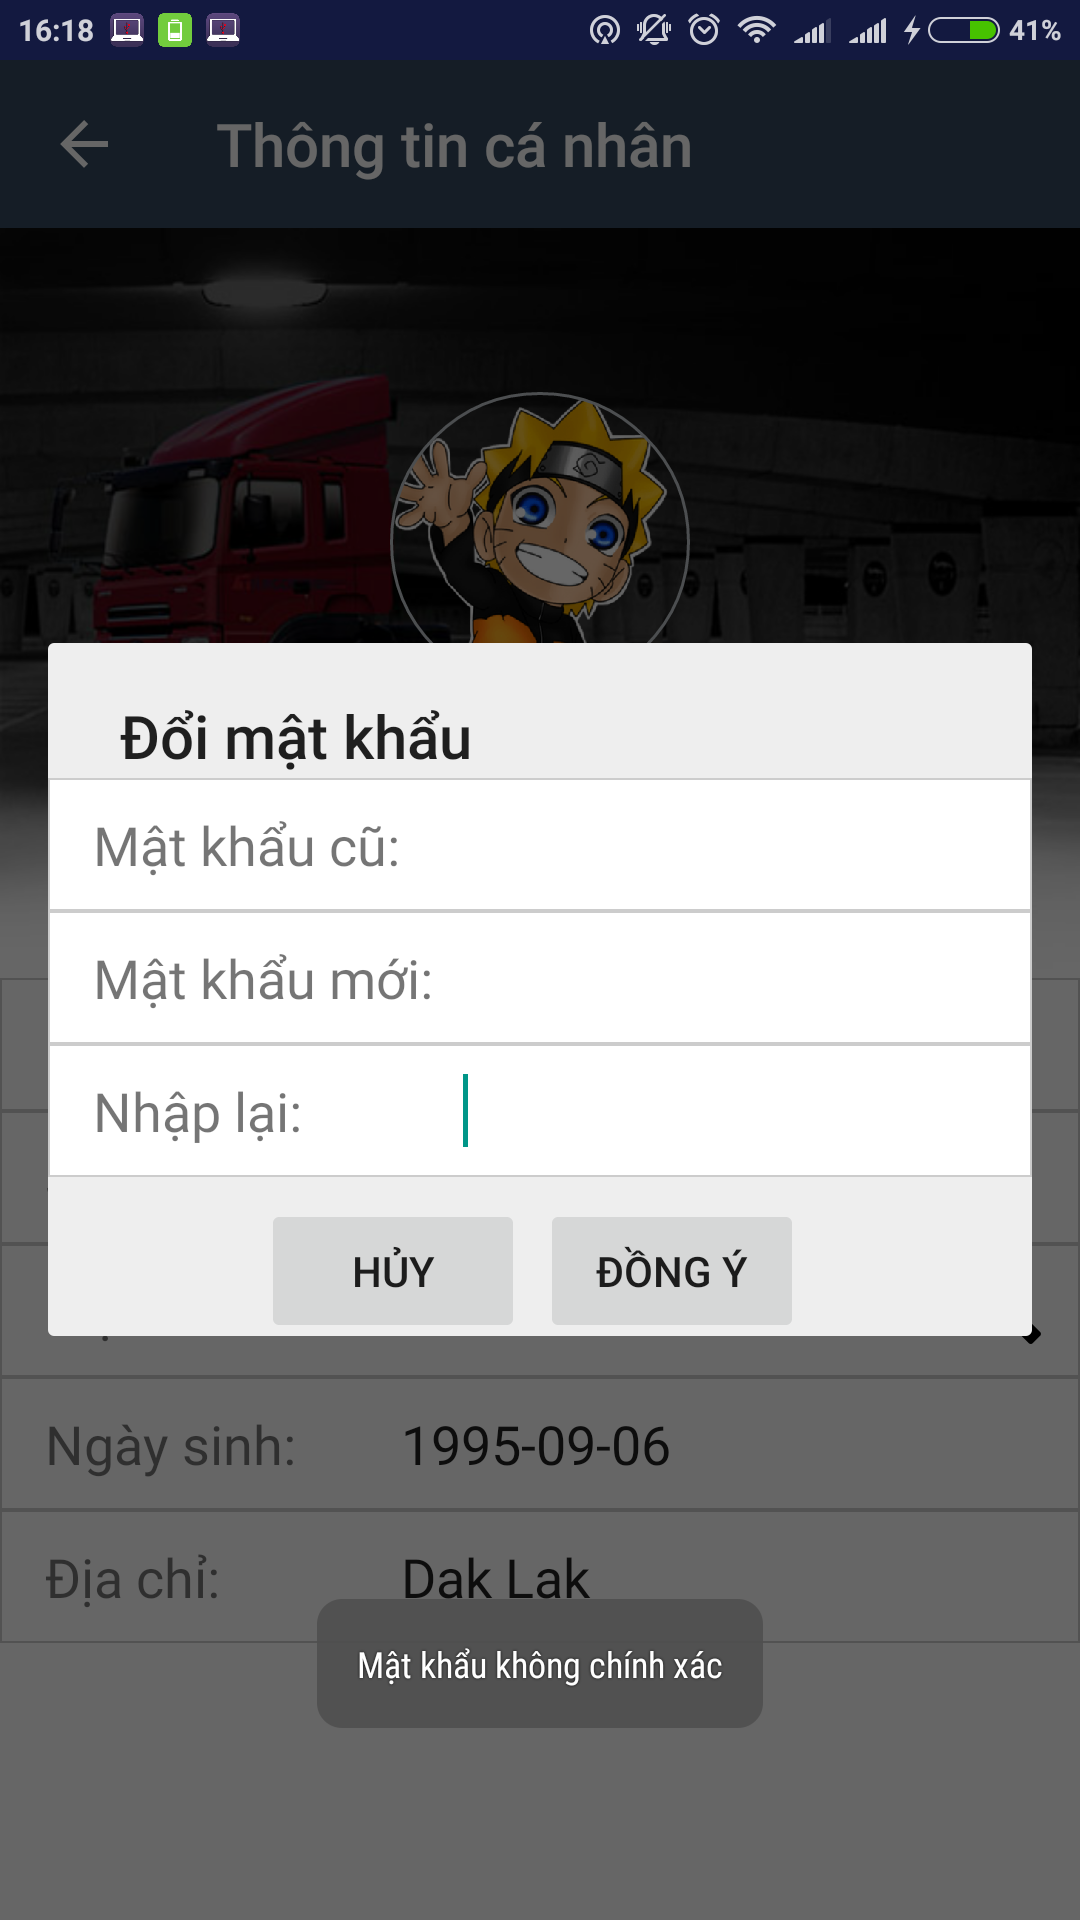 16:18
41%
Thông tin cá nhân
Đổi mật khẩu
Mật khẩu cũ:
Mật khẩu mới:
Nhập lại:
HỦY ĐỒNG Ý
Ngày sinh: 1995-09-06
Địa chỉ: Dak Lak
Mật khẩu không chính xác